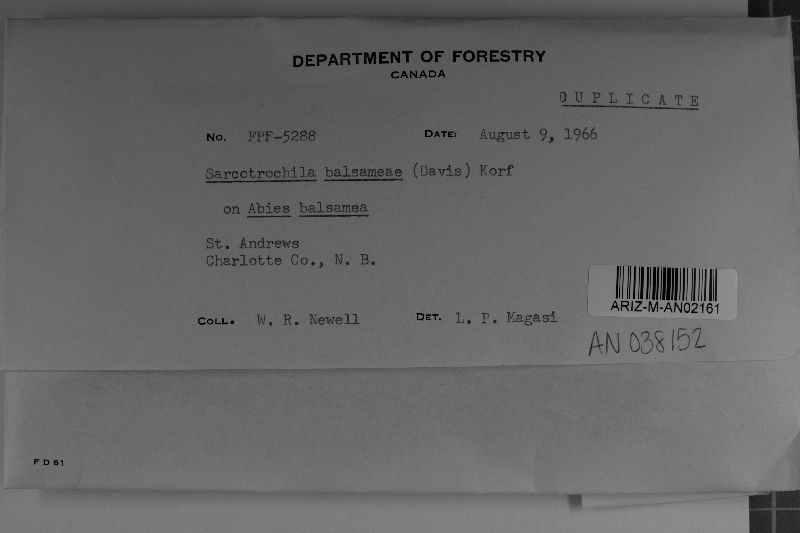 DEPARTMENT OF FORESTRY
CANADA
DUPLICATE
No. FPF-5288 DATE: August 9, 1966
Sarcotrochila balsameae (Davis) Korf
on Abies balsamea
St. Andrews
Charlotte Co., N. B.
COLL. W. R. Newell DET. L. P. Magasi
ARIZ-M-AN02161
AN 038152
F D 61